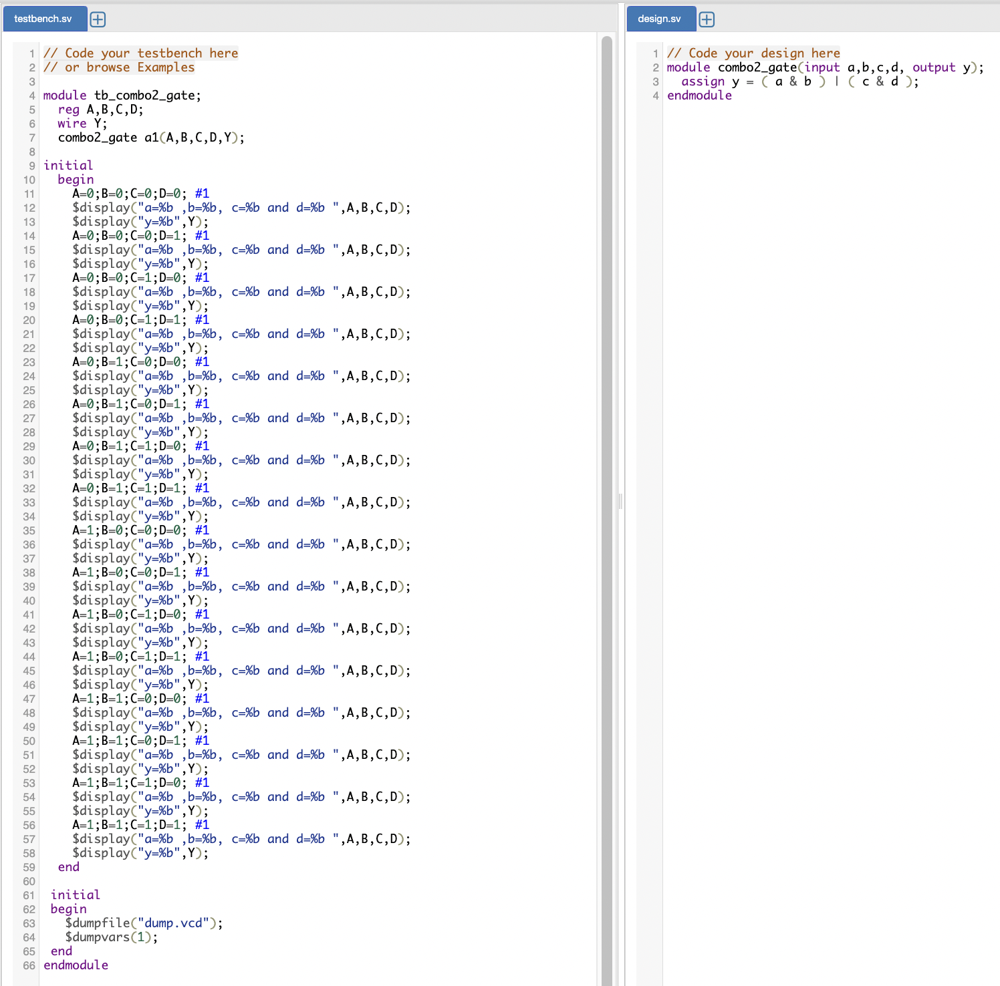 testbench.sv
1 // Code your testbench here
2 // or browse Examples
3
4 module tb_combo2_gate;
5 reg A,B,C,D;
6 wire Y;
7 combo2_gate a1(A,B,C,D,Y);
8
9 initial
10 begin
11 A=0;B=0;C=0;D=0; #1
12 $display("a=%b ,b=%b, c=%b and d=%b ",A,B,C,D);
13 $display("y=%b",Y);
14 A=0;B=0;C=0;D=1; #1
15 $display("a=%b ,b=%b, c=%b and d=%b ",A,B,C,D);
16 $display("y=%b",Y);
17 A=0;B=0;C=1;D=0; #1
18 $display("a=%b ,b=%b, c=%b and d=%b ",A,B,C,D);
19 $display("y=%b",Y);
20 A=0;B=0;C=1;D=1; #1
21 $display("a=%b ,b=%b, c=%b and d=%b ",A,B,C,D);
22 $display("y=%b",Y);
23 A=0;B=1;C=0;D=0; #1
24 $display("a=%b ,b=%b, c=%b and d=%b ",A,B,C,D);
25 $display("y=%b",Y);
26 A=0;B=1;C=0;D=1; #1
27 $display("a=%b ,b=%b, c=%b and d=%b ",A,B,C,D);
28 $display("y=%b",Y);
29 A=0;B=1;C=1;D=0; #1
30 $display("a=%b ,b=%b, c=%b and d=%b ",A,B,C,D);
31 $display("y=%b",Y);
32 A=0;B=1;C=1;D=1; #1
33 $display("a=%b ,b=%b, c=%b and d=%b ",A,B,C,D);
34 $display("y=%b",Y);
35 A=1;B=0;C=0;D=0; #1
36 $display("a=%b ,b=%b, c=%b and d=%b ",A,B,C,D);
37 $display("y=%b",Y);
38 A=1;B=0;C=0;D=1; #1
39 $display("a=%b ,b=%b, c=%b and d=%b ",A,B,C,D);
40 $display("y=%b",Y);
41 A=1;B=0;C=1;D=0; #1
42 $display("a=%b ,b=%b, c=%b and d=%b ",A,B,C,D);
43 $display("y=%b",Y);
44 A=1;B=0;C=1;D=1; #1
45 $display("a=%b ,b=%b, c=%b and d=%b ",A,B,C,D);
46 $display("y=%b",Y);
47 A=1;B=1;C=0;D=0; #1
48 $display("a=%b ,b=%b, c=%b and d=%b ",A,B,C,D);
49 $display("y=%b",Y);
50 A=1;B=1;C=0;D=1; #1
51 $display("a=%b ,b=%b, c=%b and d=%b ",A,B,C,D);
52 $display("y=%b",Y);
53 A=1;B=1;C=1;D=0; #1
54 $display("a=%b ,b=%b, c=%b and d=%b ",A,B,C,D);
55 $display("y=%b",Y);
56 A=1;B=1;C=1;D=1; #1
57 $display("a=%b ,b=%b, c=%b and d=%b ",A,B,C,D);
58 $display("y=%b",Y);
59 end
60
61 initial
62 begin
63 $dumpfile("dump.vcd");
64 $dumpvars(1);
65 end
66 endmodule
design.sv
1 // Code your design here
2 module combo2_gate(input a,b,c,d, output y);
3 assign y = ( a & b ) | ( c & d );
4 endmodule